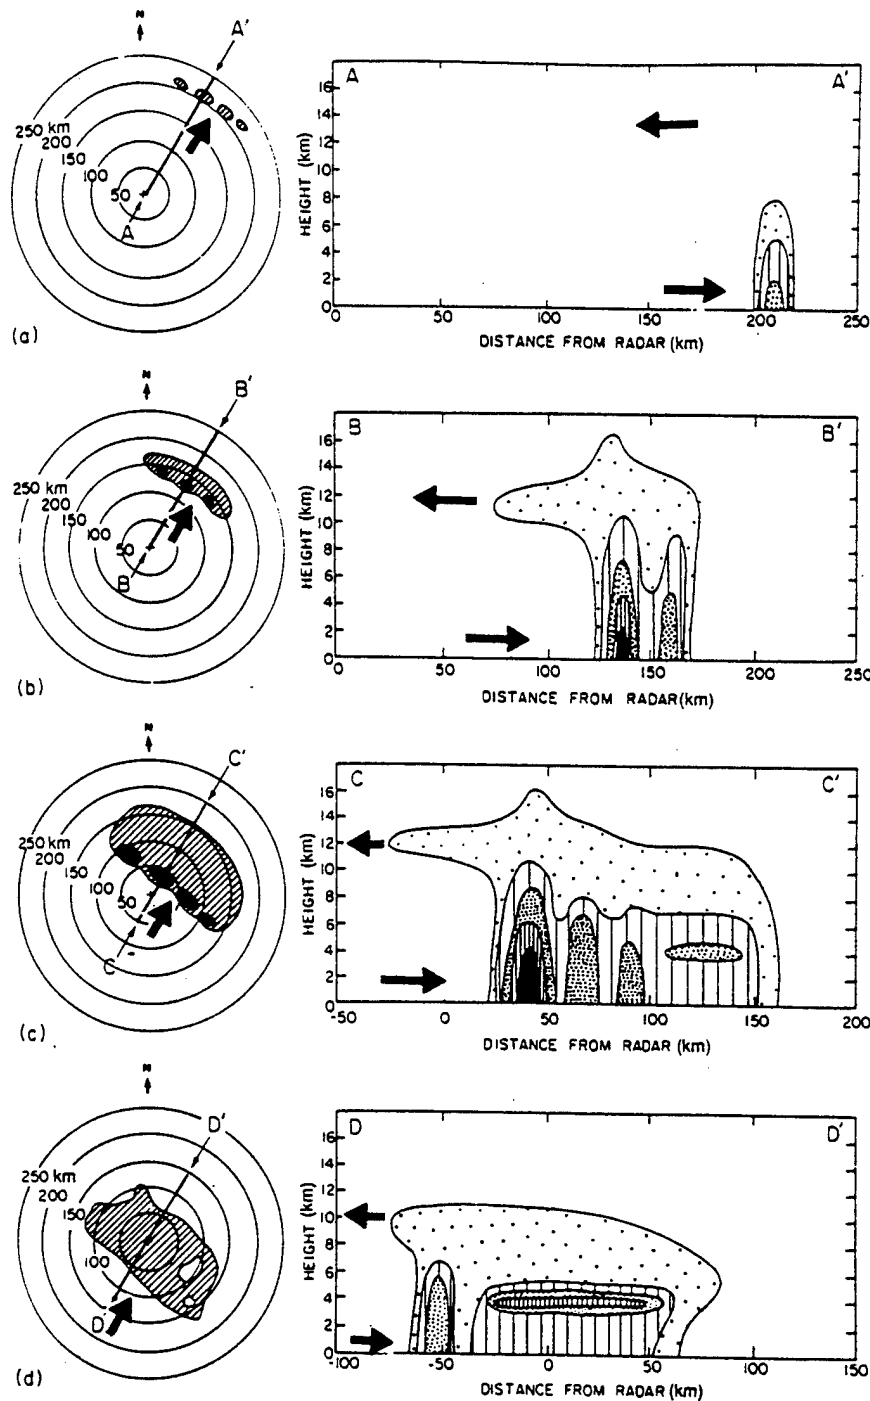 N
A'
250 km
200
150
100
50
A
(a)
A
A'
HEIGHT (km)
16
14
12
10
8
6
4
2
0
0 50 100 150 200 250
DISTANCE FROM RADAR (km)
N
B'
250 km
200
150
100
50
B
(b)
B
B'
HEIGHT (km)
16
14
12
10
8
6
4
2
0
0 50 100 150 200 250
DISTANCE FROM RADAR (km)
N
C'
250 km
200
150
100
50
C
(c)
C
C'
HEIGHT (km)
16
14
12
10
8
6
4
2
0
-50 0 50 100 150 200
DISTANCE FROM RADAR (km)
N
D'
250 km
200
150
100
D
(d)
D
D'
HEIGHT (km)
16
14
12
10
8
6
4
2
0
-100 -50 0 50 100 150
DISTANCE FROM RADAR (km)